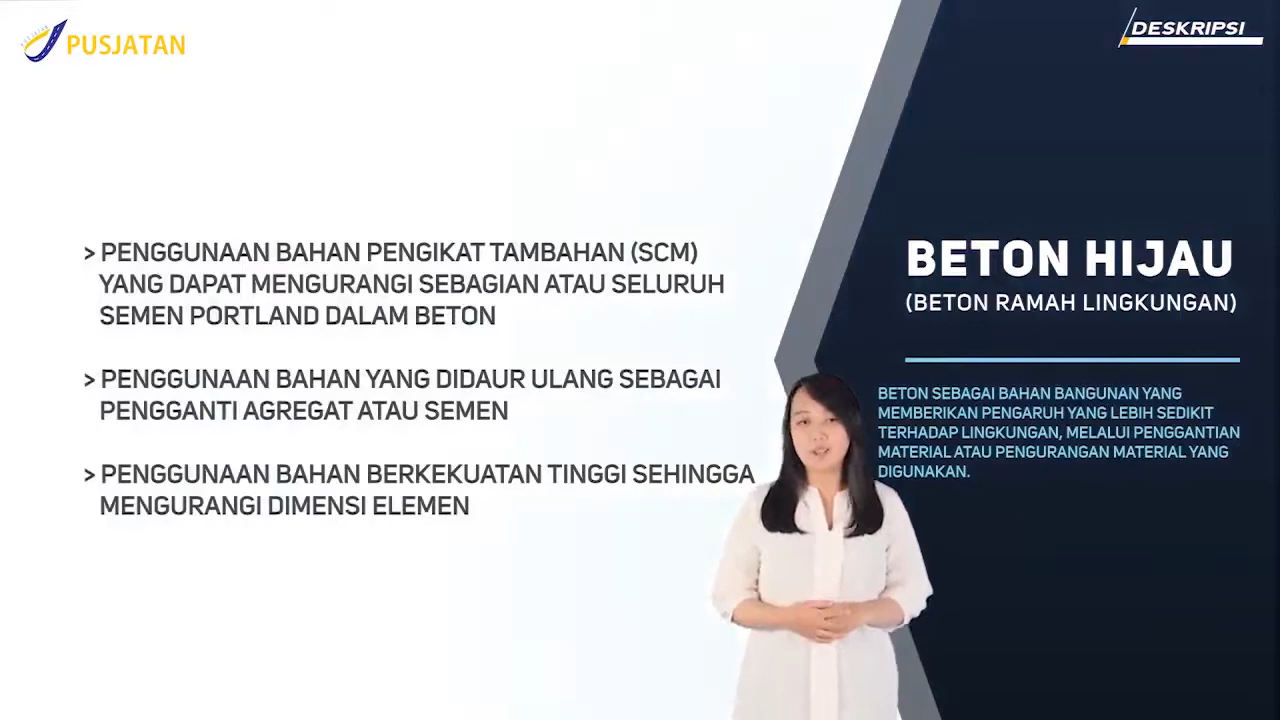 PUSJATAN
DESKRIPSI
> PENGGUNAAN BAHAN PENGIKAT TAMBAHAN (SCM)
YANG DAPAT MENGURANGI SEBAGIAN ATAU SELURUH
SEMEN PORTLAND DALAM BETON
> PENGGUNAAN BAHAN YANG DIDAUR ULANG SEBAGAI
PENGGANTI AGREGAT ATAU SEMEN
> PENGGUNAAN BAHAN BERKEKUATAN TINGGI SEHINGGA
MENGURANGI DIMENSI ELEMEN
BETON HIJAU
(BETON RAMAH LINGKUNGAN)
BETON SEBAGAI BAHAN BANGUNAN YANG
MEMBERIKAN PENGARUH YANG LEBIH SEDIKIT
TERHADAP LINGKUNGAN, MELALUI PENGGANTIAN
MATERIAL ATAU PENGURANGAN MATERIAL YANG
DIGUNAKAN.